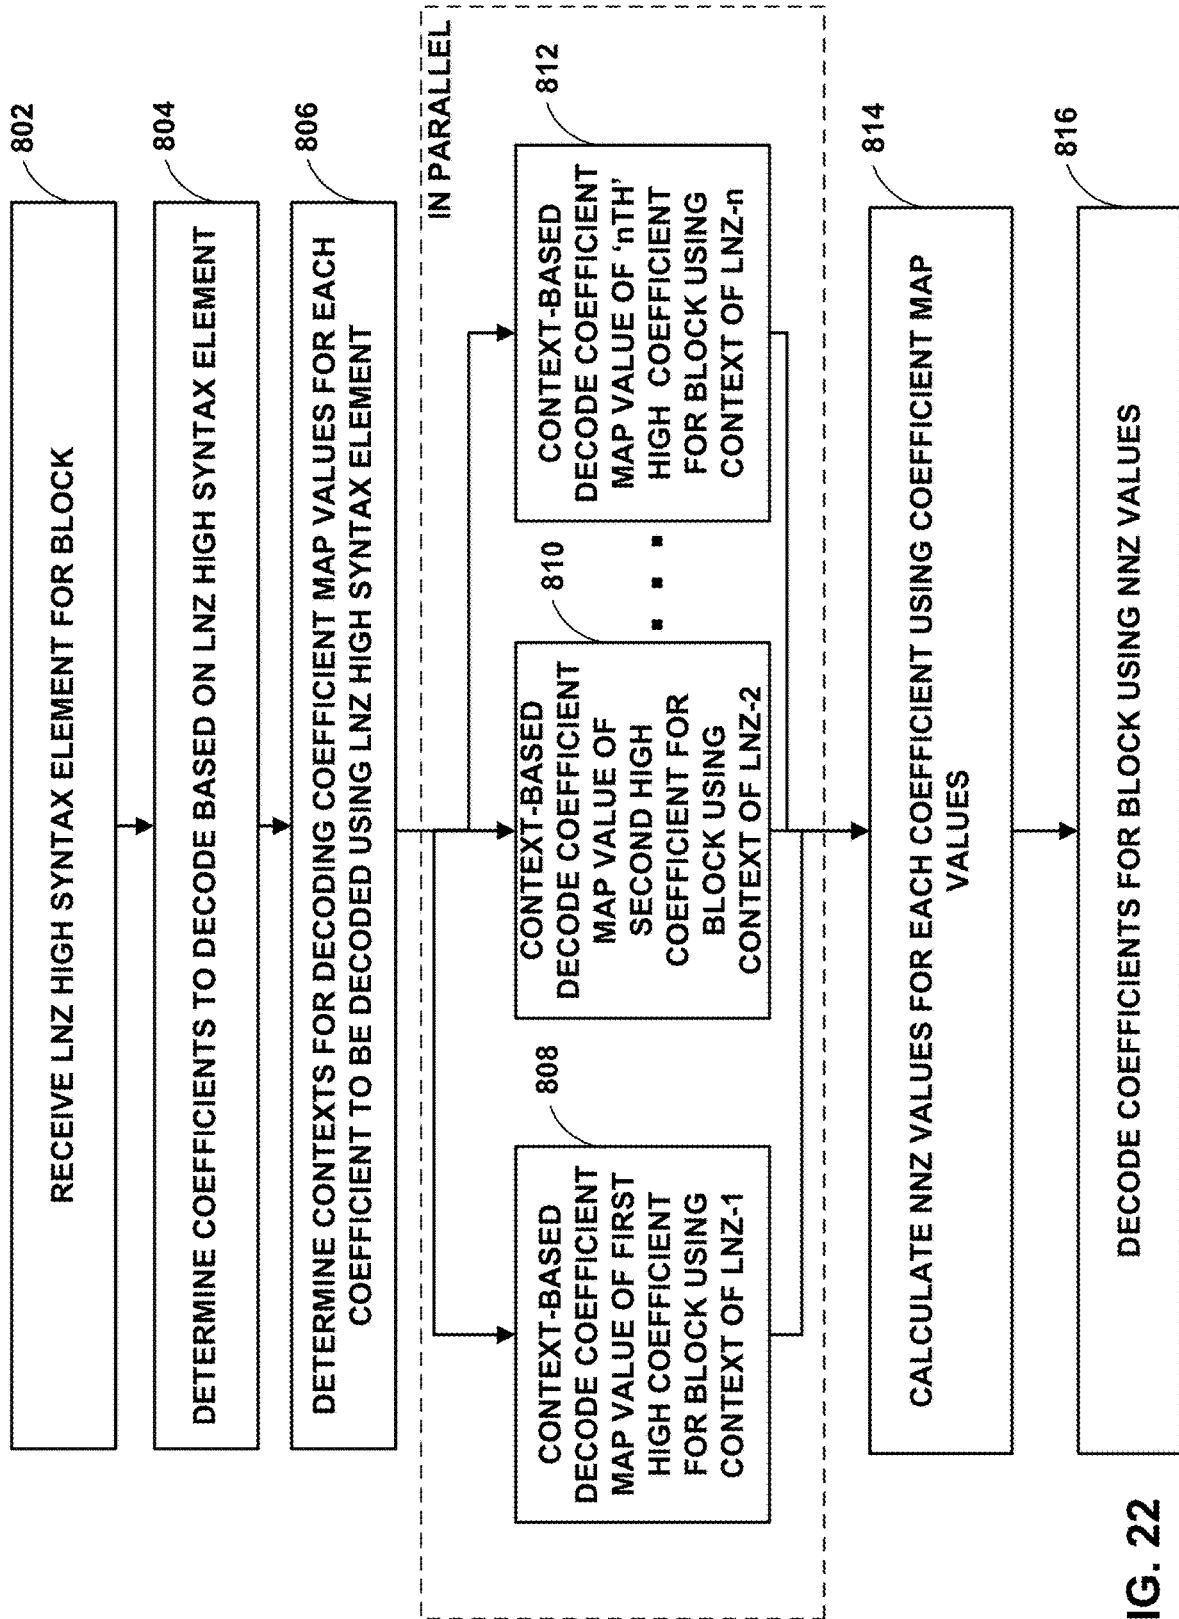 802
RECEIVE LNZ HIGH SYNTAX ELEMENT FOR BLOCK
804
DETERMINE COEFFICIENTS TO DECODE BASED ON LNZ HIGH SYNTAX ELEMENT
806
DETERMINE CONTEXTS FOR DECODING COEFFICIENT MAP VALUES FOR EACH
COEFFICIENT TO BE DECODED USING LNZ HIGH SYNTAX ELEMENT
IN PARALLEL
808
CONTEXT-BASED
DECODE COEFFICIENT
MAP VALUE OF FIRST
HIGH COEFFICIENT
FOR BLOCK USING
CONTEXT OF LNZ-1
810
CONTEXT-BASED
DECODE COEFFICIENT
MAP VALUE OF
SECOND HIGH
COEFFICIENT FOR
BLOCK USING
CONTEXT OF LNZ-2
812
CONTEXT-BASED
DECODE COEFFICIENT
MAP VALUE OF ‘nTH’
HIGH COEFFICIENT
FOR BLOCK USING
CONTEXT OF LNZ-n
814
CALCULATE NNZ VALUES FOR EACH COEFFICIENT USING COEFFICIENT MAP
VALUES
816
DECODE COEFFICIENTS FOR BLOCK USING NNZ VALUES
IG. 22